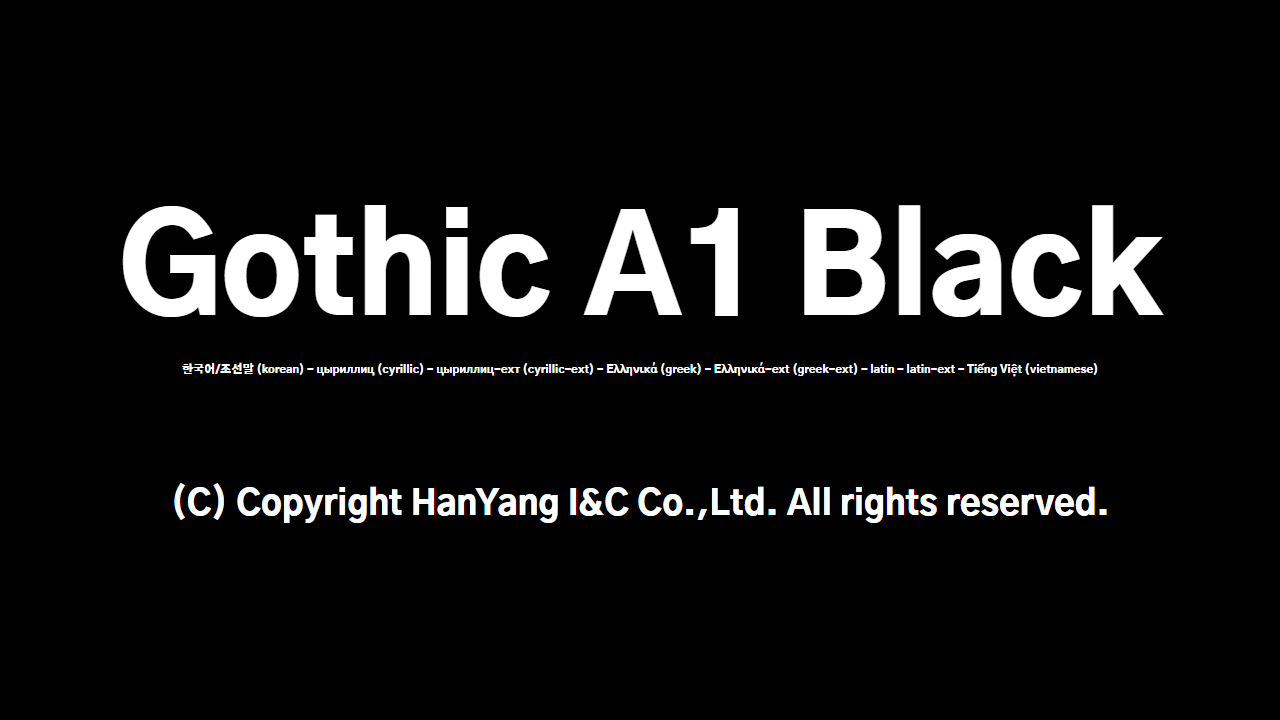 Gothic A1 Black
한국어/조선말 (korean) – цыриллиц (cyrillic) – цыриллиц-ехт (cyrillic-ext) – Ελληνικά (greek) – Ελληνικά-ext (greek-ext) – latin – latin-ext – Tiếng Việt (vietnamese)
(C) Copyright HanYang I&C Co.,Ltd. All rights reserved.